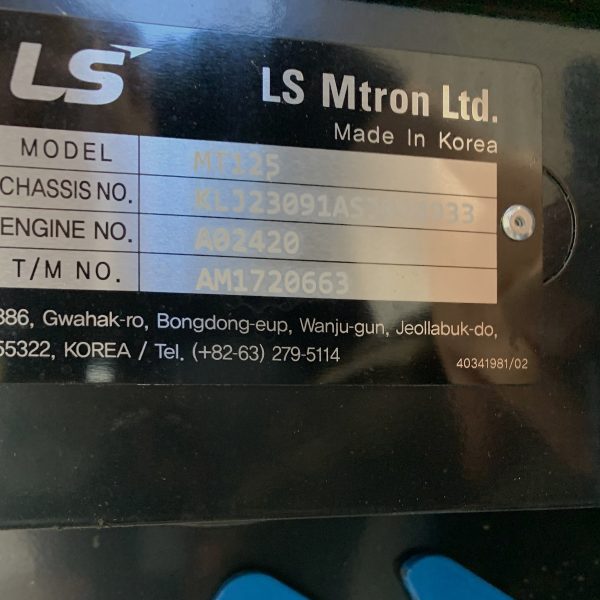 LS
LS Mtron Ltd.
Made In Korea
MODEL MT125
CHASSIS NO.
ENGINE NO. A02420
T/M NO. AM1720663
Gwahak-ro, Bongdong-eup, Wanju-gun, Jeollabuk-do,
55322, KOREA / Tel. (+82-63) 279-5114
40341981/02